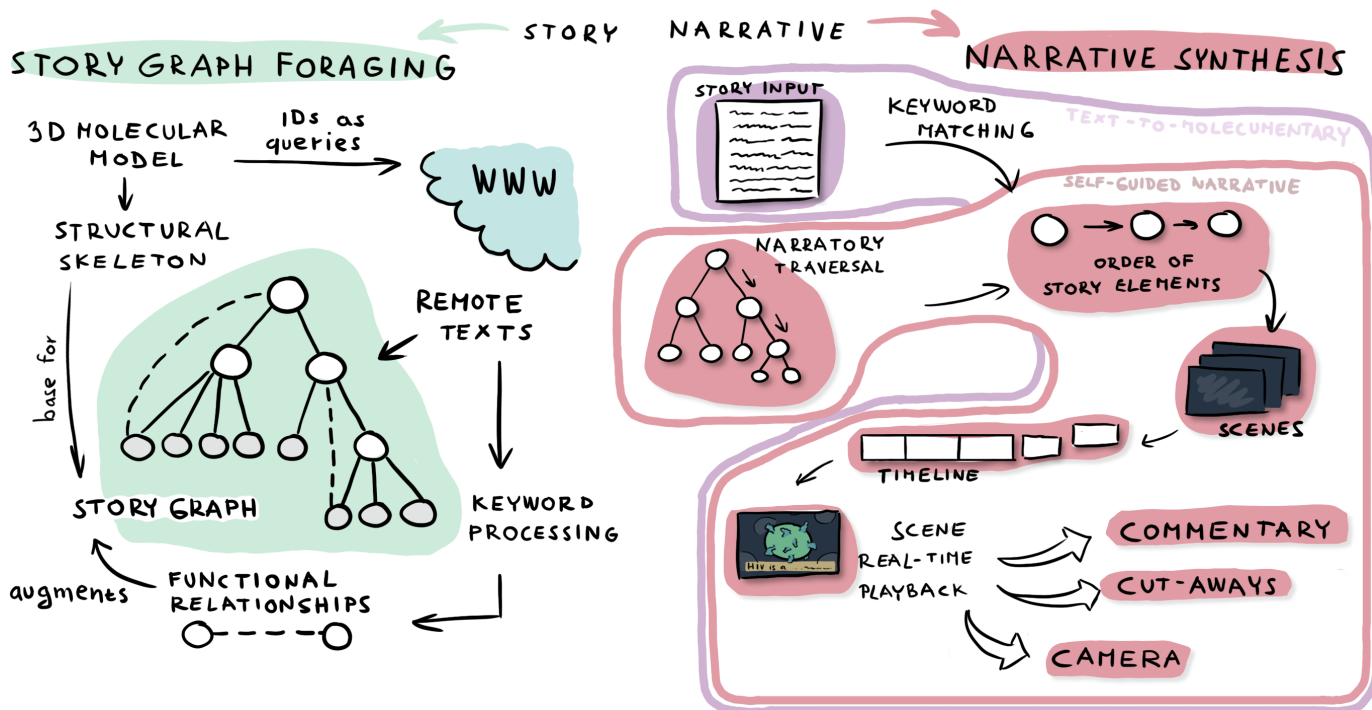 STORY NARRATIVE
STORY GRAPH FORAGING
3D MOLECULAR
MODEL
IDs as
queries
WWW
STRUCTURAL
SKELETON
base for
REMOTE
TEXTS
STORY GRAPH
KEYWORD
PROCESSING
augments
FUNCTIONAL
RELATIONSHIPS
NARRATIVE SYNTHESIS
STORY INPUT
KEYWORD
MATCHING
TEXT-TO-MOLECUMENTARY
SELF-GUIDED NARRATIVE
NARRATORY
TRAVERSAL
ORDER OF
STORY ELEMENTS
SCENES
TIMELINE
HIV is a ........
SCENE
REAL-TIME
PLAYBACK
COMMENTARY
CUT-AWAYS
CAMERA